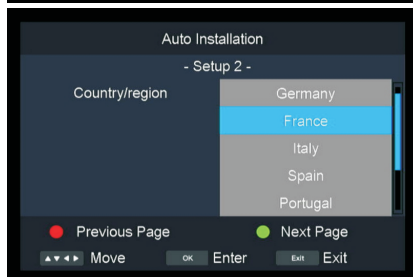 Auto Installation
- Setup 2 -
Country/region
Germany
France
Italy
Spain
Portugal
Previous Page Next Page
Move OK Enter Exit Exit